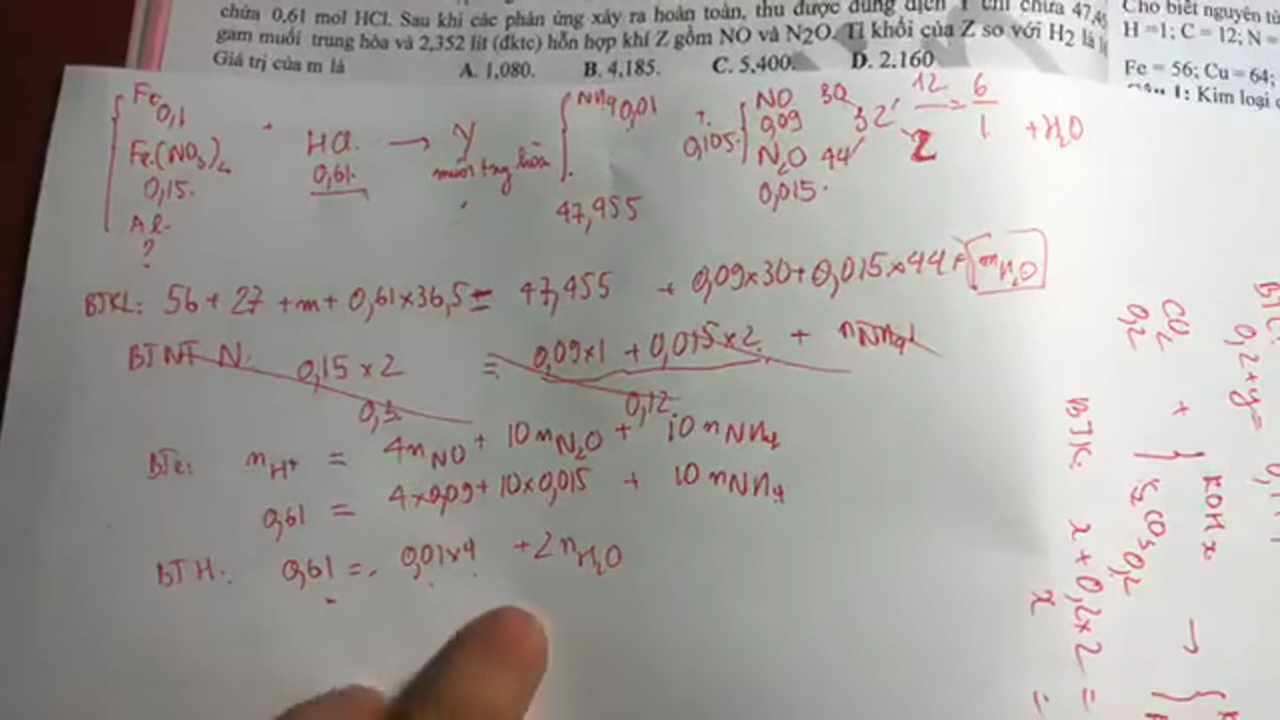 chứa 0,61 mol HCl. Sau khi các phản ứng xảy ra hoàn toàn, thu được dung dịch Y chỉ chứa 47,45
gam muối trung hòa và 2,352 lít (đktc) hỗn hợp khí Z gồm NO và N2O. Tỉ khối của Z so với H2 là
Giá trị của m là A. 1,080. B. 4,185. C. 5,400. D. 2,160
Cho biết nguyên
H =1; C = 12; N =
Fe = 56; Cu = 64;
1: Kim loại
Fe 0,1
Fe(NO3)2
0,15
Al
?
HCl → Y
0,61 muối trung hòa
NH4 0,01
47,955
0,105
NO 30
0,09 32
N2O 44
0,015
12/2 = 6/1 + H2O
BTKL: 56 + 27 + m + 0,61×36,5 = 47,955 + 0,09×30 + 0,015×44 + mH2O
BTNT N: 0,15×2 = 0,09×1 + 0,015×2 + nNH4
0,3 0,12
BTe: nH+ = 4nNO + 10nN2O + 10nNH4
0,61 = 4×0,09 + 10×0,015 + 10nNH4
BTH: 0,61 = 0,01×4 + 2nH2O
0,2+y=
CO2 + KOH x →
0,2
K2CO3 0,2
BTK: x + 0,2×2 =
x =